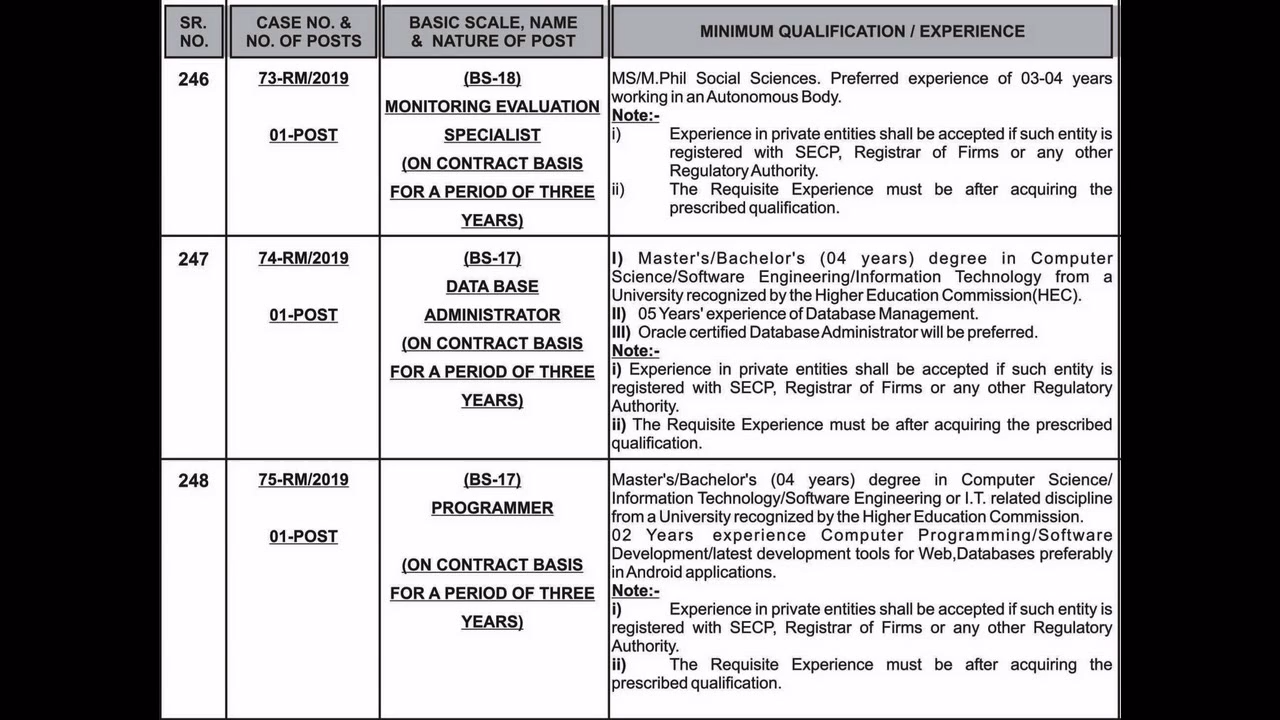 SR. NO.
CASE NO. & NO. OF POSTS
BASIC SCALE, NAME & NATURE OF POST
MINIMUM QUALIFICATION / EXPERIENCE
246
73-RM/2019
01-POST
(BS-18)
MONITORING EVALUATION
SPECIALIST
(ON CONTRACT BASIS
FOR A PERIOD OF THREE
YEARS)
MS/M.Phil Social Sciences. Preferred experience of 03-04 years
working in an Autonomous Body.
Note:-
i) Experience in private entities shall be accepted if such entity is
registered with SECP, Registrar of Firms or any other
Regulatory Authority.
ii) The Requisite Experience must be after acquiring the
prescribed qualification.
247
74-RM/2019
01-POST
(BS-17)
DATA BASE
ADMINISTRATOR
(ON CONTRACT BASIS
FOR A PERIOD OF THREE
YEARS)
I) Master's/Bachelor's (04 years) degree in Computer
Science/Software Engineering/Information Technology from a
University recognized by the Higher Education Commission(HEC).
II) 05 Years' experience of Database Management.
III) Oracle certified Database Administrator will be preferred.
Note:-
i) Experience in private entities shall be accepted if such entity is
registered with SECP, Registrar of Firms or any other Regulatory
Authority.
ii) The Requisite Experience must be after acquiring the prescribed
qualification.
248
75-RM/2019
01-POST
(BS-17)
PROGRAMMER
(ON CONTRACT BASIS
FOR A PERIOD OF THREE
YEARS)
Master's/Bachelor's (04 years) degree in Computer Science/
Information Technology/Software Engineering or I.T. related discipline
from a University recognized by the Higher Education Commission.
02 Years experience Computer Programming/Software
Development/latest development tools for Web,Databases preferably
in Android applications.
Note:-
i) Experience in private entities shall be accepted if such entity is
registered with SECP, Registrar of Firms or any other Regulatory
Authority.
ii) The Requisite Experience must be after acquiring the
prescribed qualification.